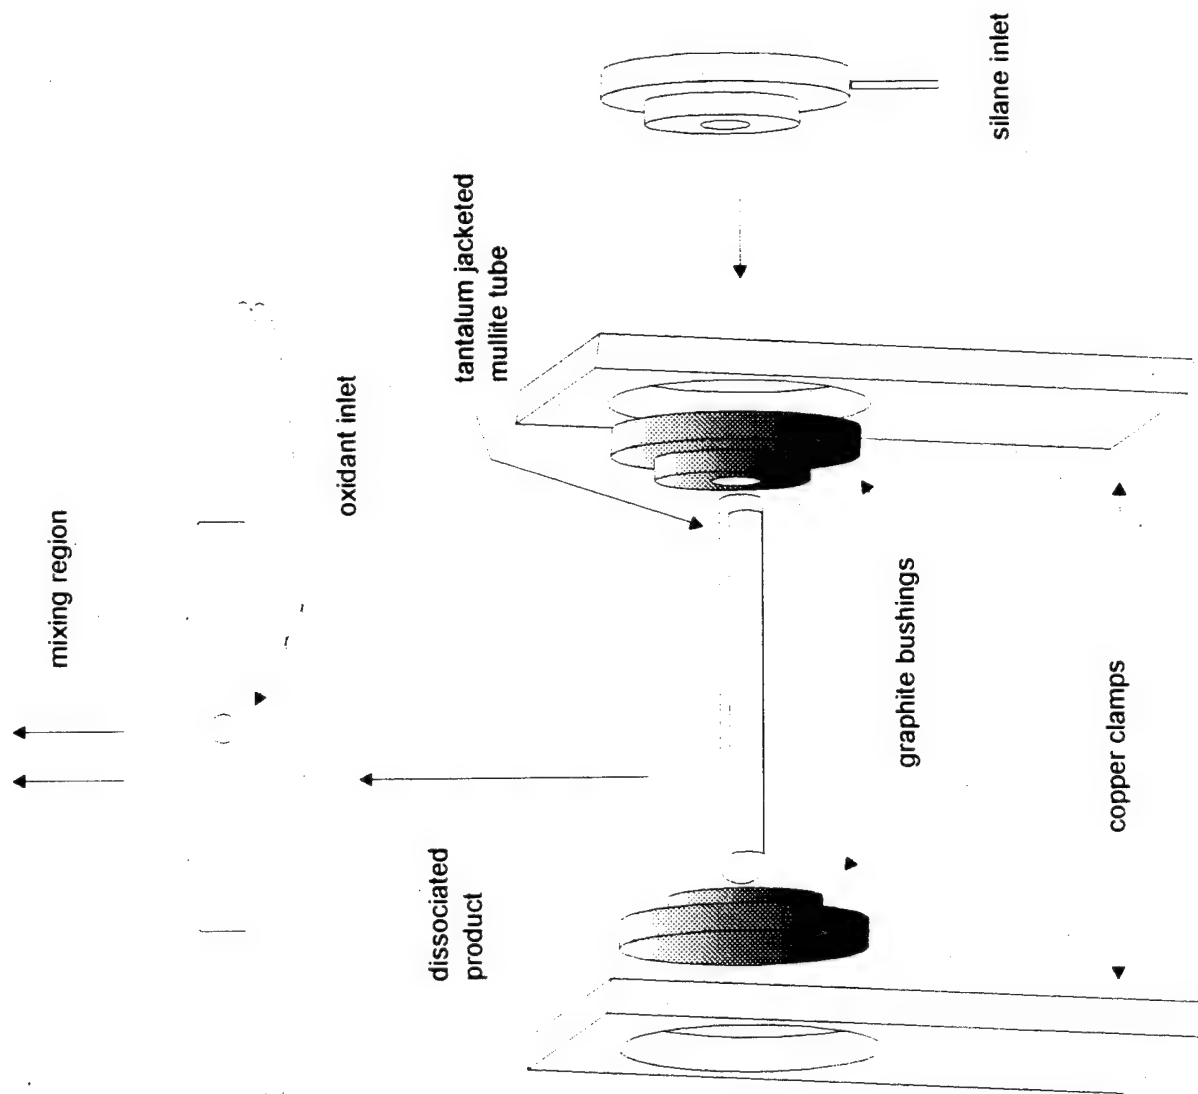 mixing region
oxidant inlet
tantalum jacketed
mullite tube
silane inlet
dissociated
product
graphite bushings
copper clamps